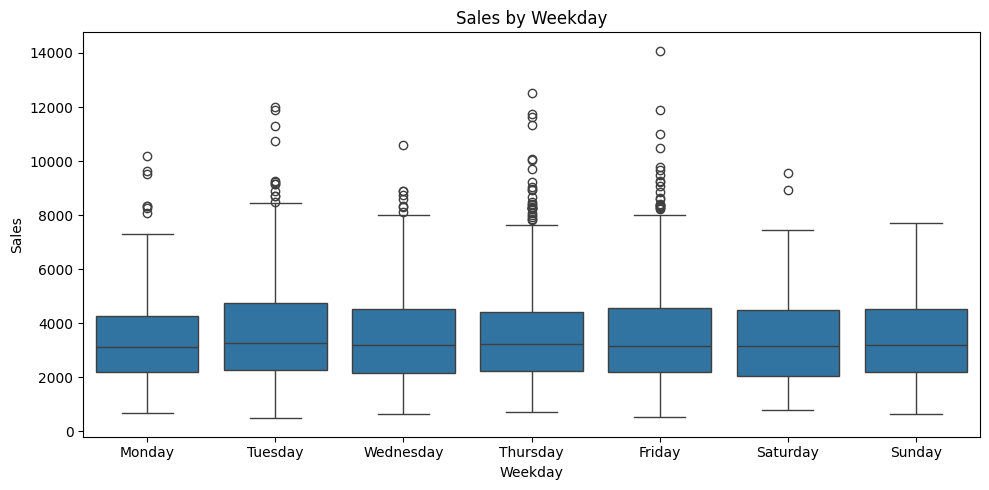 Sales by Weekday
14000
12000
10000
8000
6000
4000
2000
0
Sales
Monday Tuesday Wednesday Thursday Friday Saturday Sunday
Weekday